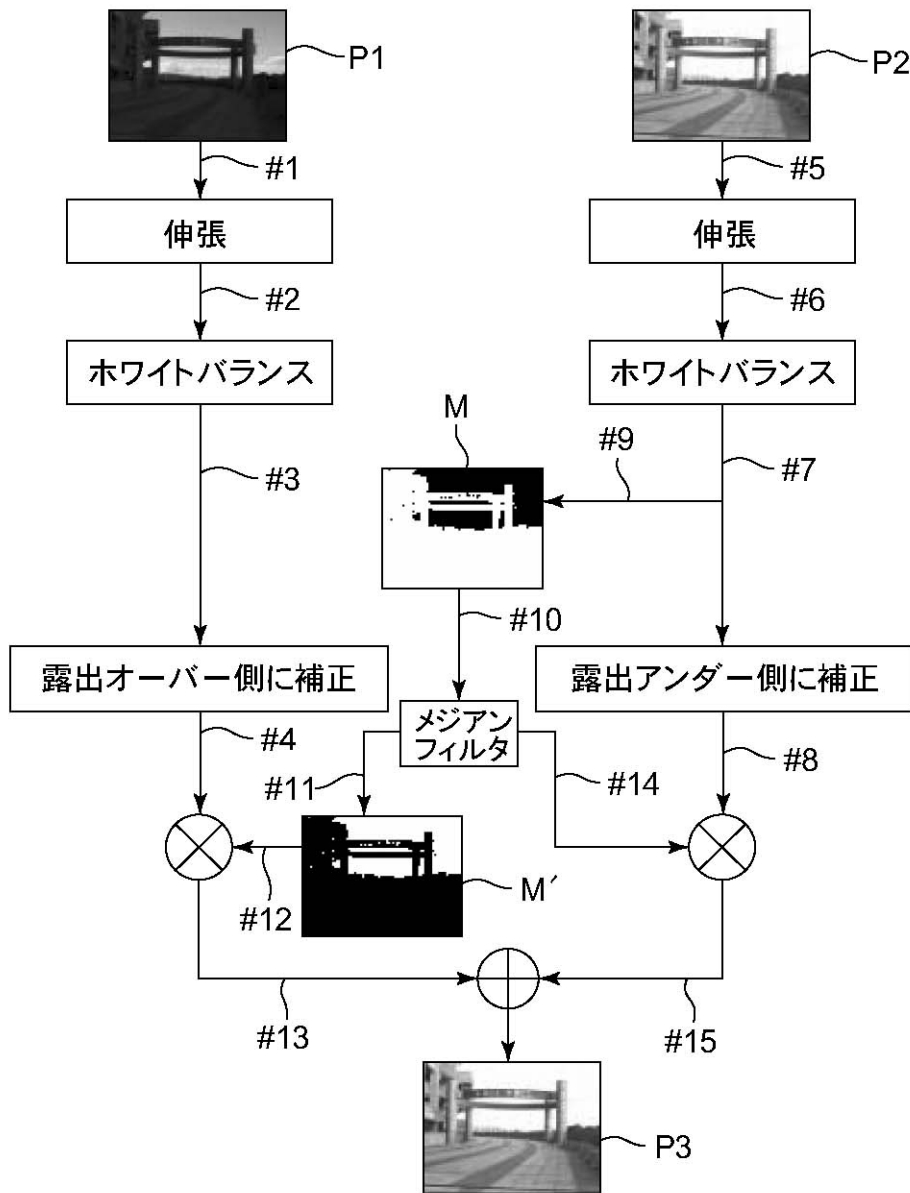 P1
P2
#1
#5
伸張
伸張
#2
#6
ホワイトバランス
ホワイトバランス
M
#9
#3
#7
#10
露出オーバー側に補正
露出アンダー側に補正
メジアン
フィルタ
#4
#8
#11
#14
#12
M′
#13
#15
P3